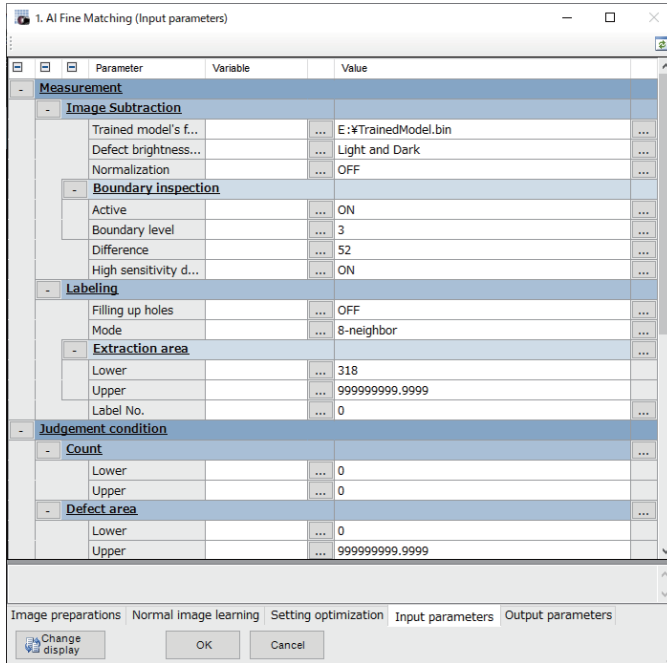 1. AI Fine Matching (Input parameters)
Parameter Variable Value
- Measurement
- Image Subtraction
Trained model's f... ... E:¥TrainedModel.bin ...
Defect brightness... ... Light and Dark ...
Normalization ... OFF ...
- Boundary inspection
Active ... ON ...
Boundary level ... 3 ...
Difference ... 52 ...
High sensitivity d... ... ON ...
- Labeling
Filling up holes ... OFF ...
Mode ... 8-neighbor ...
- Extraction area ...
Lower ... 318
Upper ... 999999999.9999
Label No. ... 0 ...
- Judgement condition
- Count ...
Lower ... 0
Upper ... 0
- Defect area ...
Lower ... 0
Upper ... 999999999.9999
Image preparations Normal image learning Setting optimization Input parameters Output parameters
Change display OK Cancel